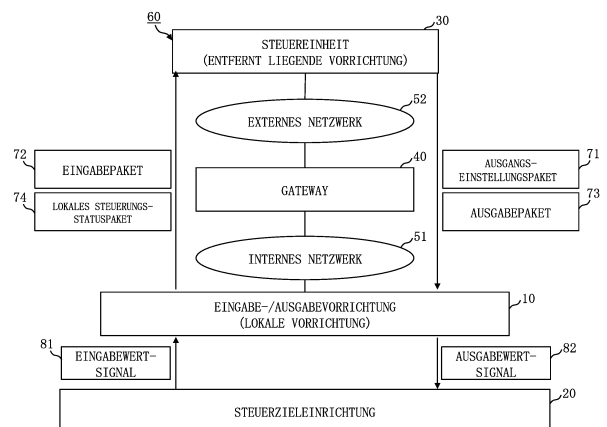 60
30
STEUEREINHEIT
(ENTFERNT LIEGENDE VORRICHTUNG)
52
EXTERNES NETZWERK
72
EINGABEPAKET
74
LOKALES STEUERUNGS-
STATUSPAKET
40
GATEWAY
71
AUSGANGS-
EINSTELLUNGSPAKET
73
AUSGABEPAKET
51
INTERNES NETZWERK
10
EINGABE-/AUSGABEVORRICHTUNG
(LOKALE VORRICHTUNG)
81
EINGABEWERT-
SIGNAL
82
AUSGABEWERT-
SIGNAL
20
STEUERZIELEINRICHTUNG